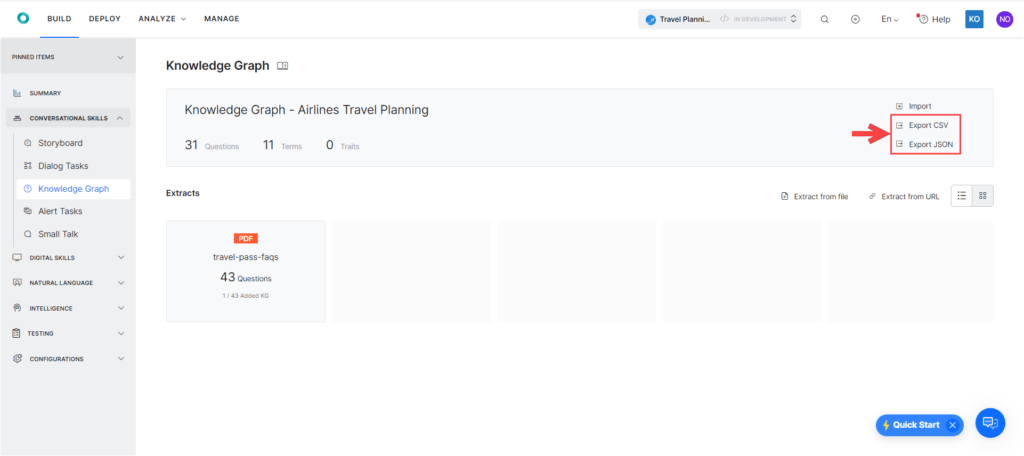 BUILD DEPLOY ANALYZE MANAGE Travel Planni... </> IN DEVELOPMENT En Help KO NO
PINNED ITEMS
SUMMARY
CONVERSATIONAL SKILLS
Storyboard
Dialog Tasks
Knowledge Graph
Alert Tasks
Small Talk
DIGITAL SKILLS
NATURAL LANGUAGE
INTELLIGENCE
TESTING
CONFIGURATIONS
Knowledge Graph
Knowledge Graph - Airlines Travel Planning
31 Questions 11 Terms 0 Traits
Import
Export CSV
Export JSON
Extracts
Extract from file Extract from URL
PDF
travel-pass-faqs
43 Questions
1 / 43 Added KG
Quick Start